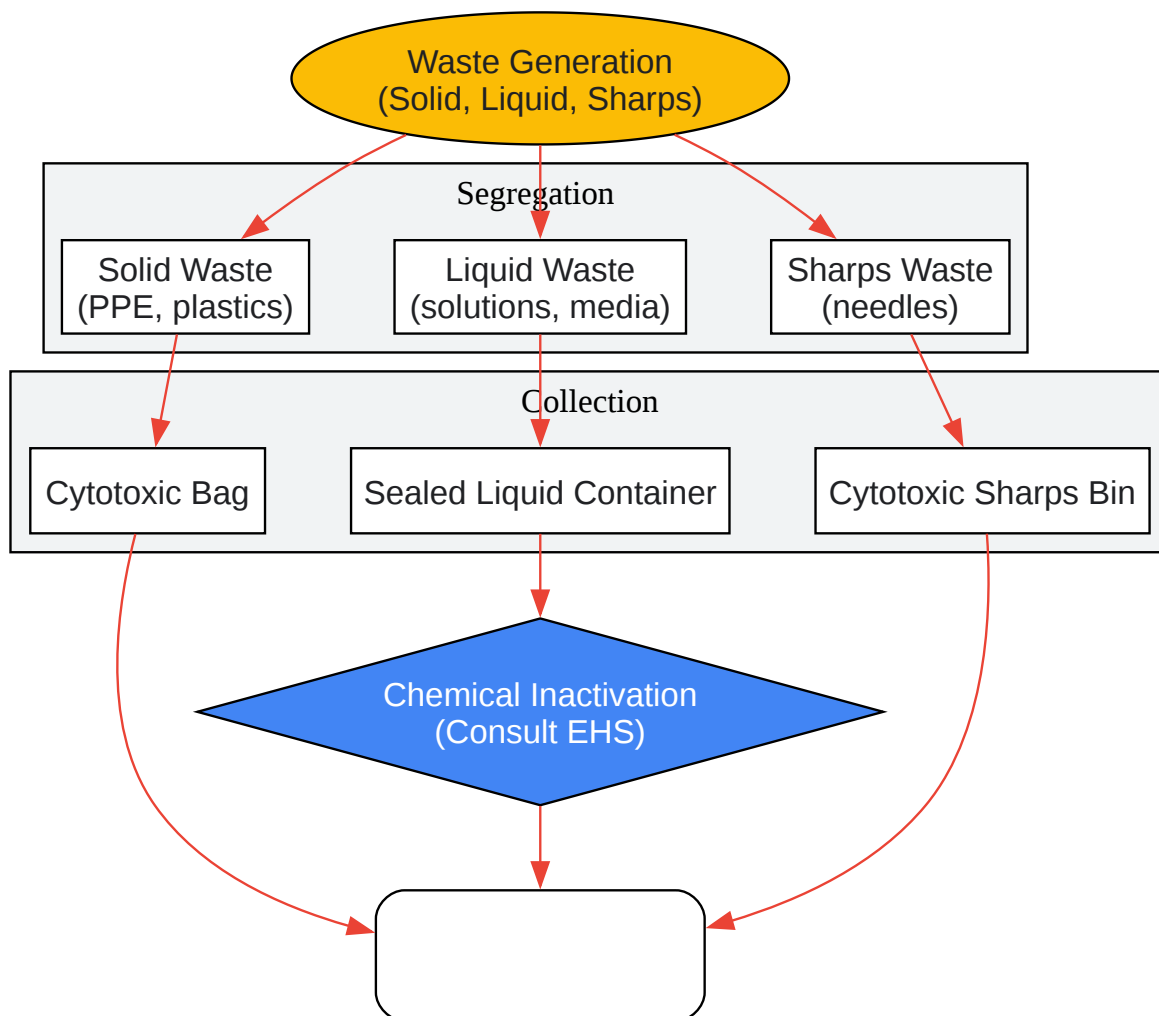 Waste Generation
(Solid, Liquid, Sharps)
Segregation
Solid Waste
(PPE, plastics)
Liquid Waste
(solutions, media)
Sharps Waste
(needles)
Collection
Cytotoxic Bag
Sealed Liquid Container
Cytotoxic Sharps Bin
Chemical Inactivation
(Consult EHS)